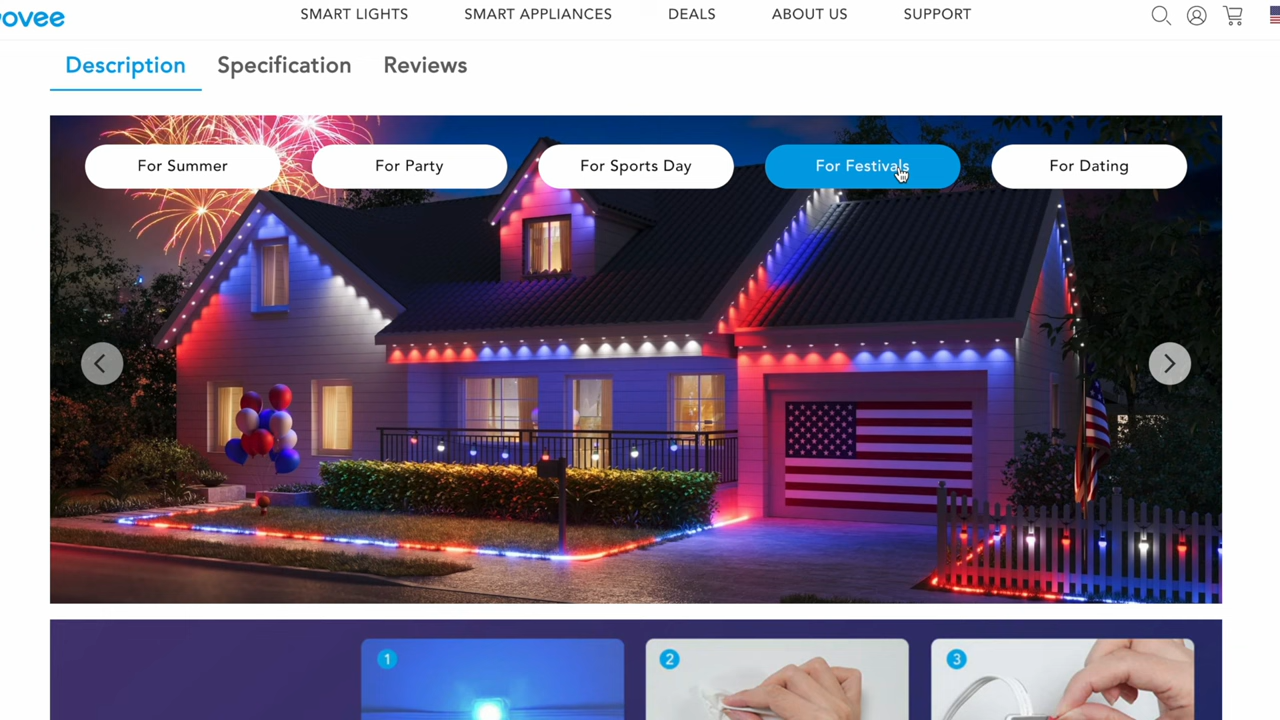 ovee
SMART LIGHTS SMART APPLIANCES DEALS ABOUT US SUPPORT
Description Specification Reviews
For Summer For Party For Sports Day For Festivals For Dating
1 2 3